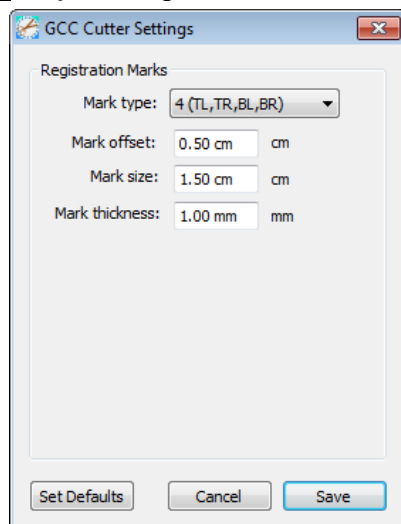 GCC Cutter Settings
Registration Marks
Mark type: 4 (TL,TR,BL,BR)
Mark offset: 0.50 cm cm
Mark size: 1.50 cm cm
Mark thickness: 1.00 mm mm
Set Defaults Cancel Save